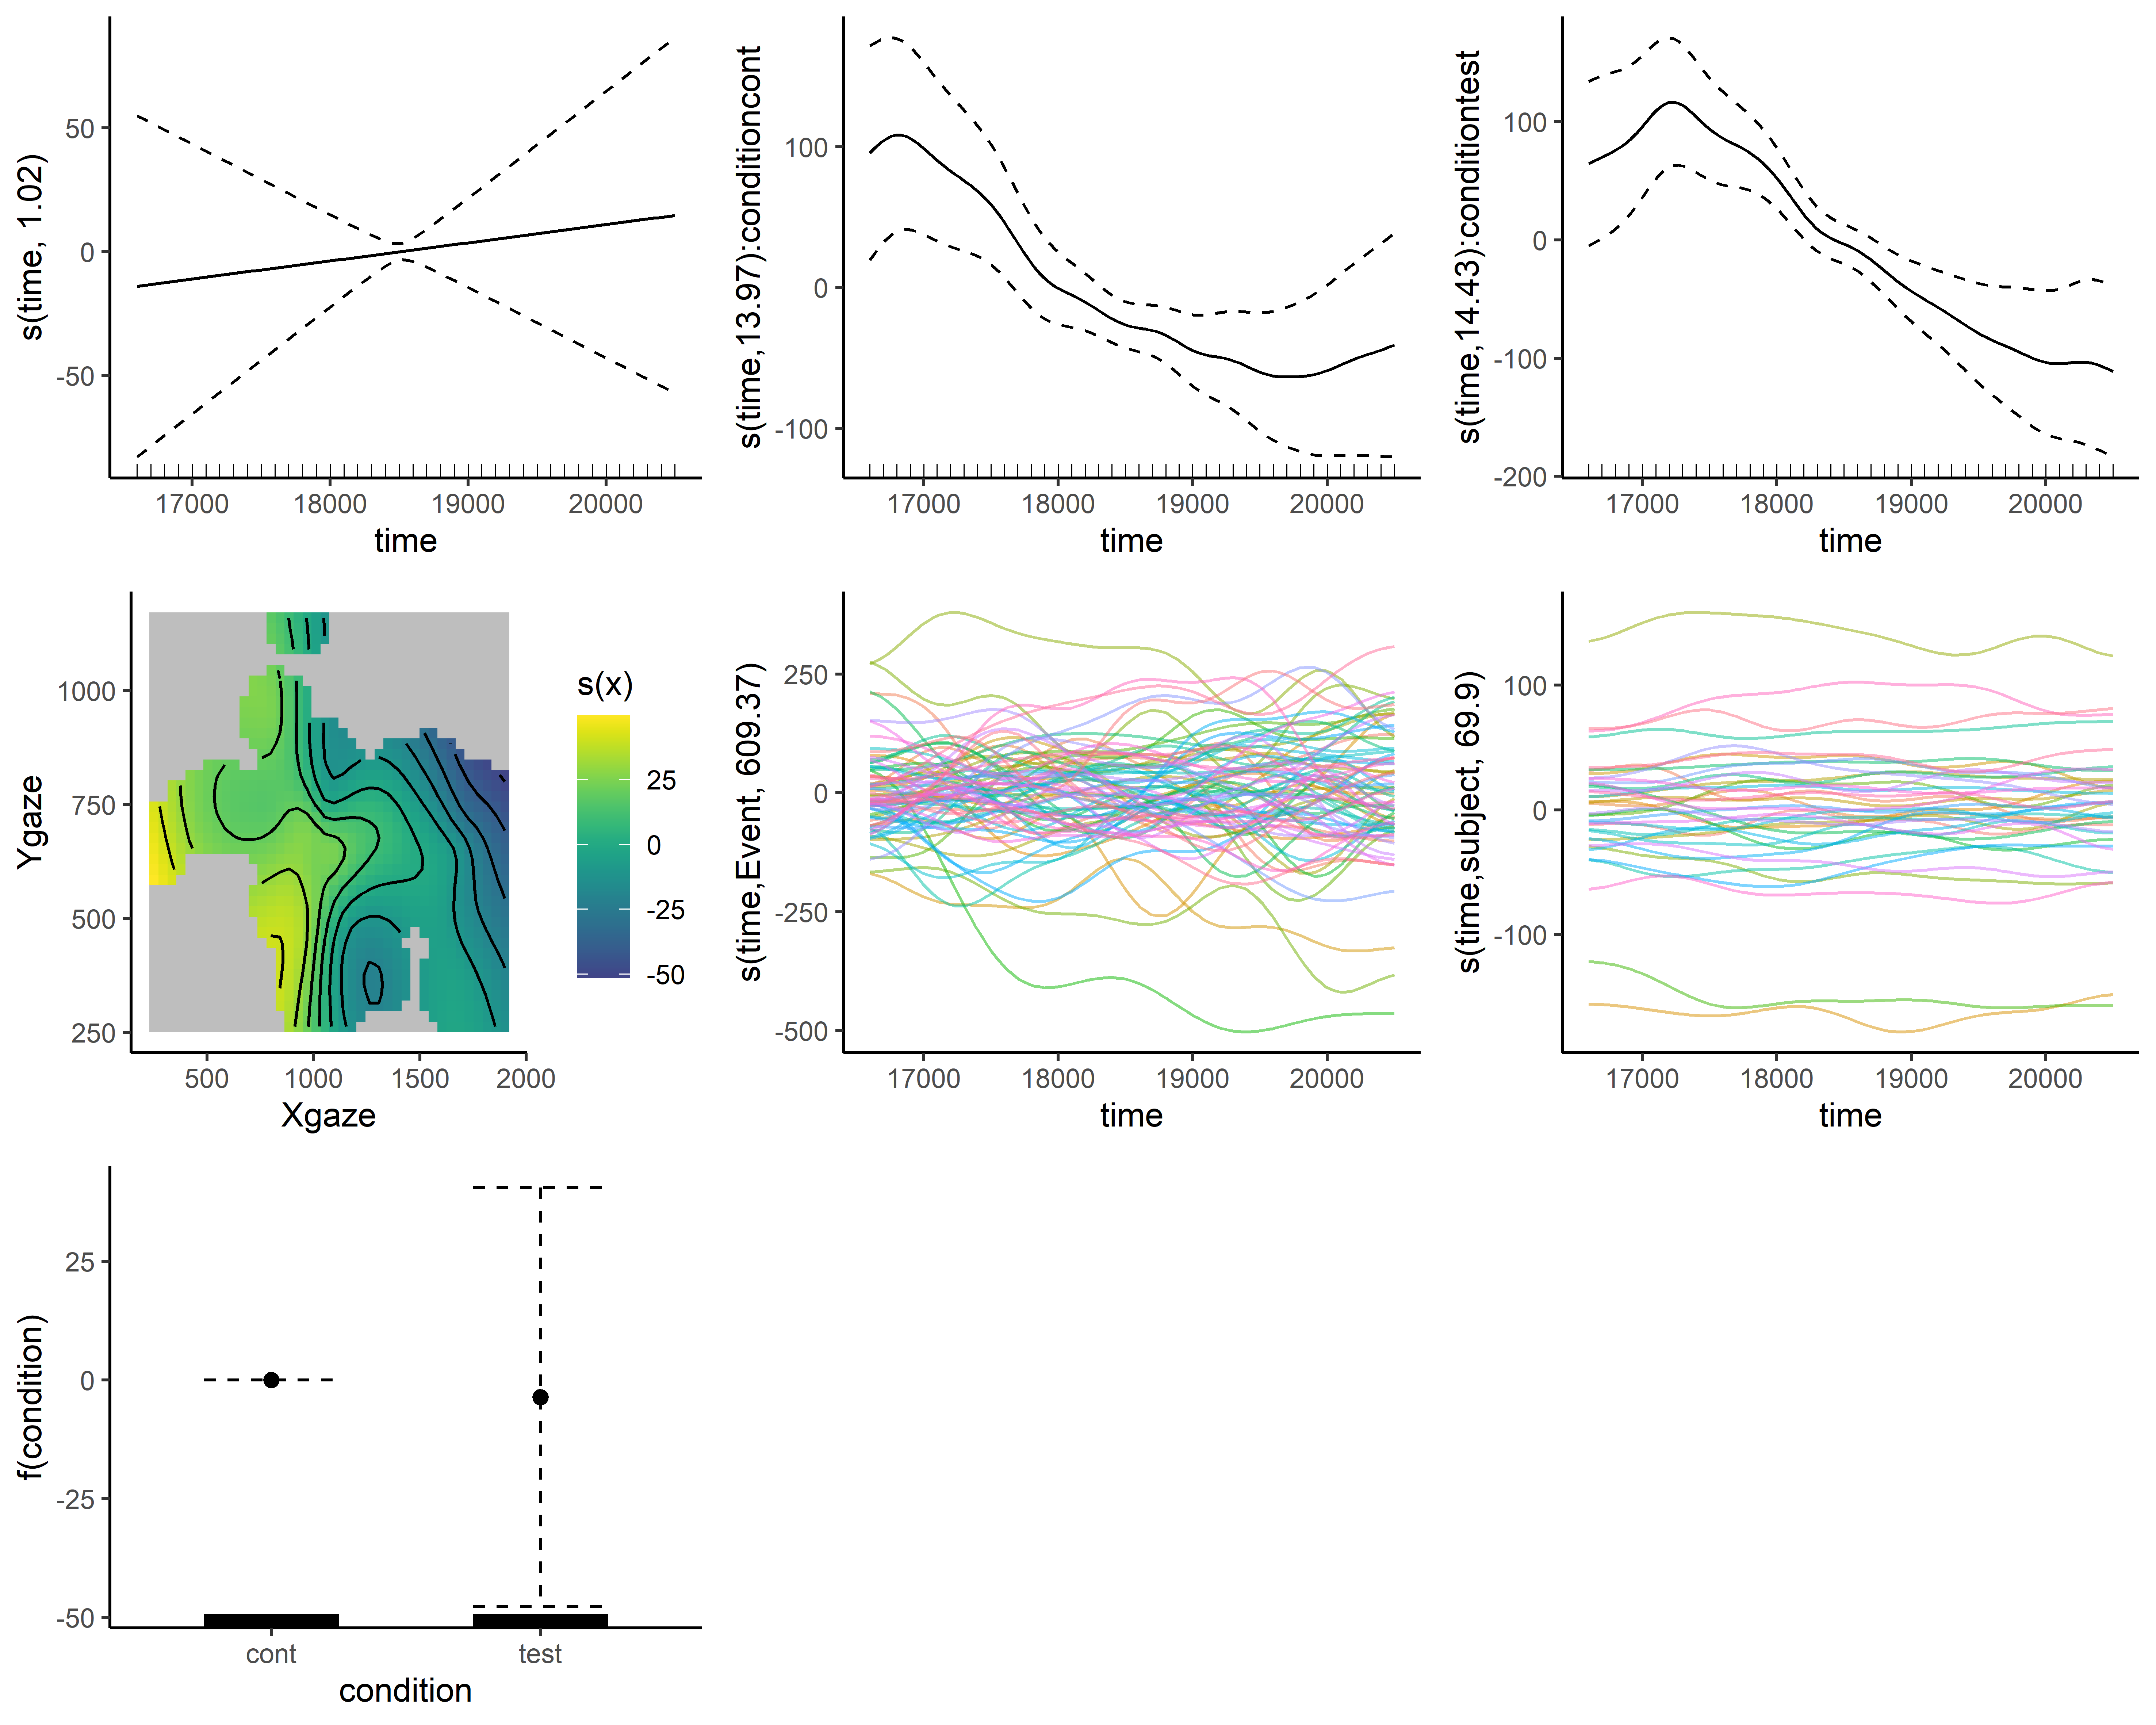 s(time, 1.02)
50
0
-50
17000 18000 19000 20000
time
s(time,13.97):conditioncont
100
0
-100
17000 18000 19000 20000
time
s(time,14.43):conditiontest
100
0
-100
-200
17000 18000 19000 20000
time
Ygaze
1000
750
500
250
500 1000 1500 2000
Xgaze
s(x)
25
0
-25
-50
s(time,Event, 609.37)
250
0
-250
-500
17000 18000 19000 20000
time
s(time,subject, 69.9)
100
0
-100
17000 18000 19000 20000
time
f(condition)
25
0
-25
-50
cont test
condition